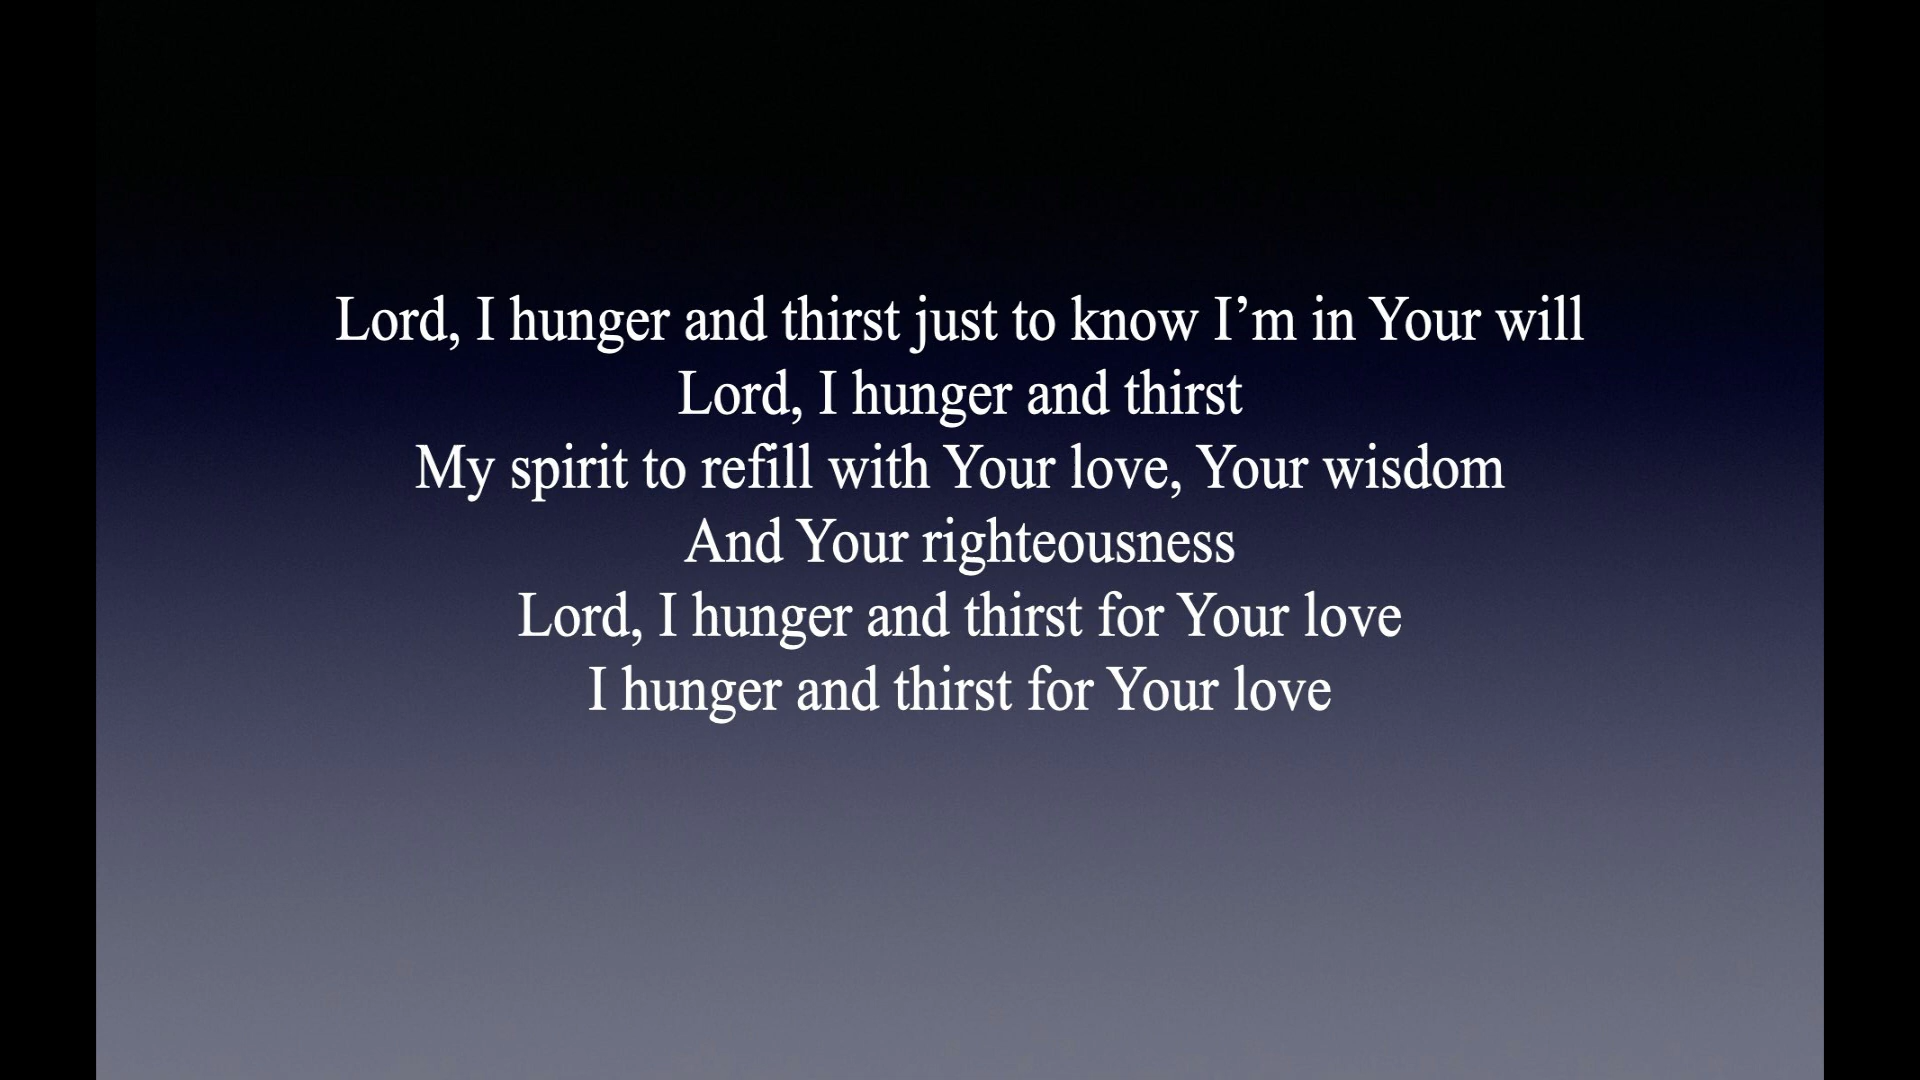 Lord, I hunger and thirst just to know I’m in Your will
Lord, I hunger and thirst
My spirit to refill with Your love, Your wisdom
And Your righteousness
Lord, I hunger and thirst for Your love
I hunger and thirst for Your love